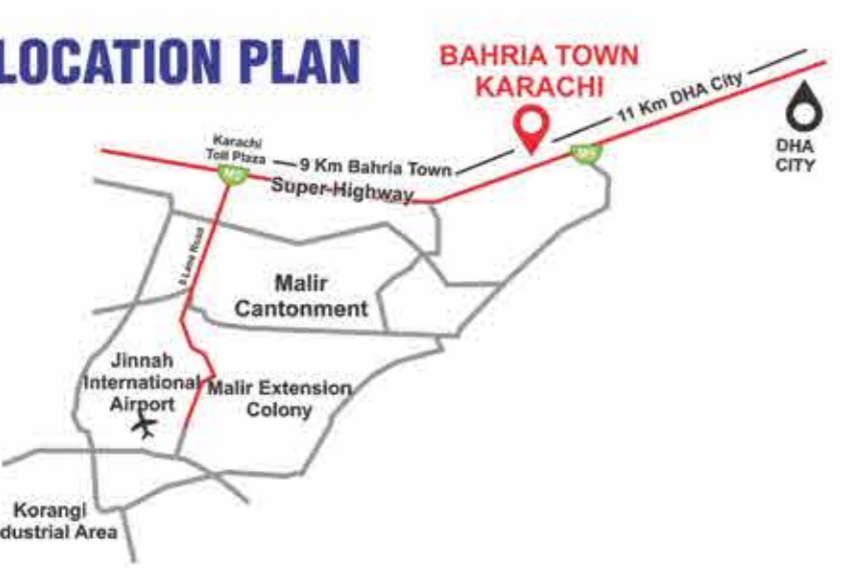 LOCATION PLAN
BAHRIA TOWN
KARACHI
11 Km DHA City
DHA
CITY
Karachi
Toll Plaza
9 Km Bahria Town
M9
M9
Super-Highway
Lane Road
Malir
Cantonment
Jinnah
International
Airport
Malir Extension
Colony
Korangi
dustrial Area